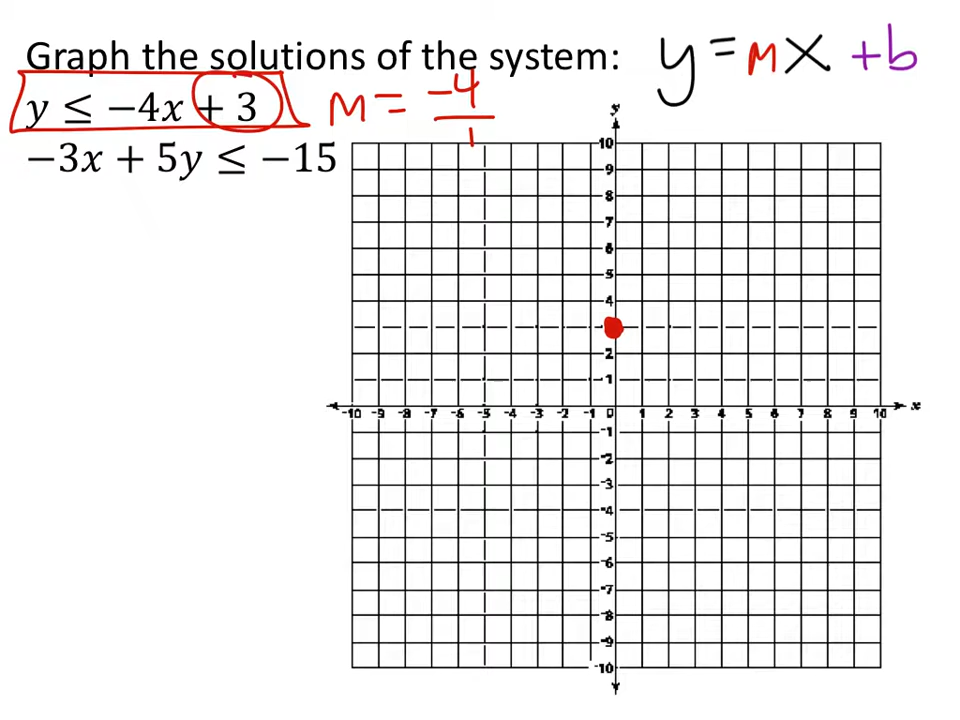 Graph the solutions of the system:
y = mx + b
y ≤ −4x + 3
m = -4/1
−3x + 5y ≤ −15
y
10
9
8
7
6
5
4
2
1
-10 -9 -8 -7 -6 -5 -4 -3 -2 -1 0 1 2 3 4 5 6 7 8 9 10 x
-1
-2
-3
-4
-5
-6
-7
-8
-9
-10